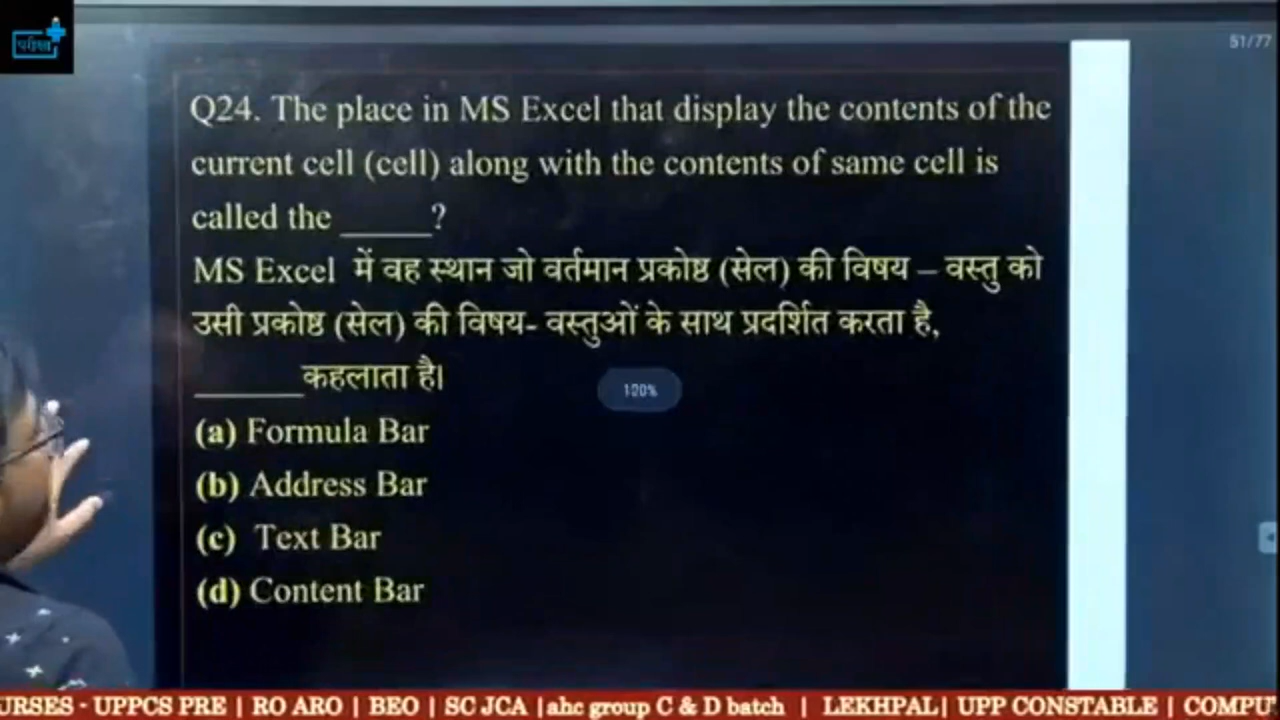 परीक्षा
51/77
Q24. The place in MS Excel that display the contents of the
current cell (cell) along with the contents of same cell is
called the _____?
MS Excel में वह स्थान जो वर्तमान प्रकोष्ठ (सेल) की विषय – वस्तु को
उसी प्रकोष्ठ (सेल) की विषय- वस्तुओं के साथ प्रदर्शित करता है,
______कहलाता है।
120%
(a) Formula Bar
(b) Address Bar
(c) Text Bar
(d) Content Bar
URSES - UPPCS PRE | RO ARO | BEO | SC JCA |ahc group C & D batch | LEKHPAL| UPP CONSTABLE | COMPU